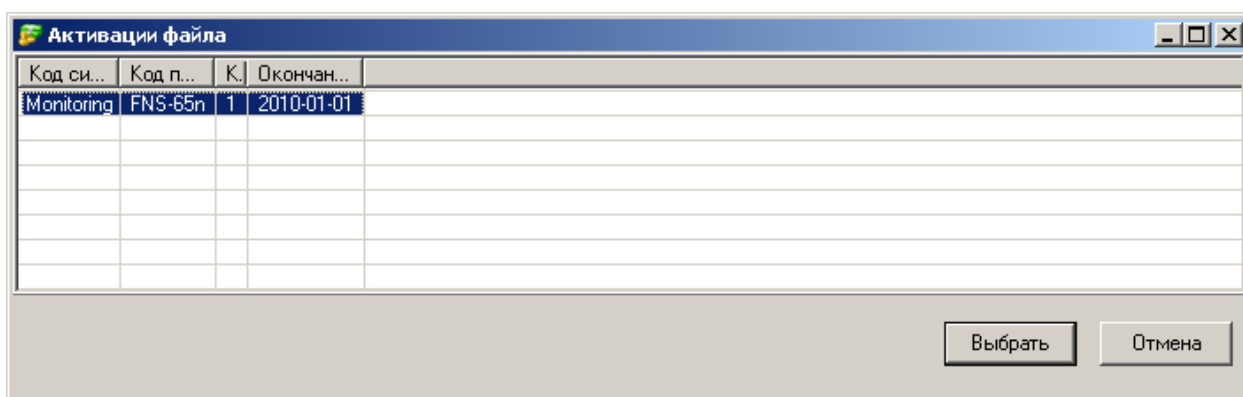 Активации файла
Код си... Код п... К. Окончан...
Monitoring FNS-65n 1 2010-01-01
Выбрать Отмена